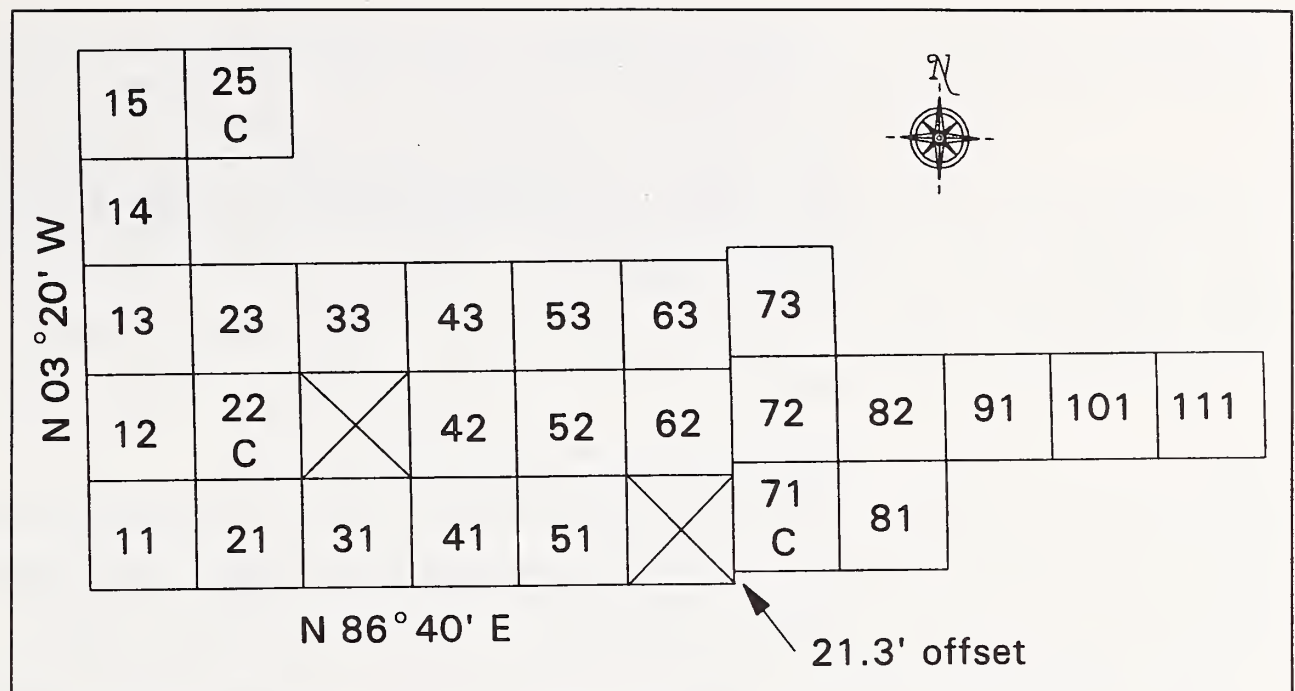 N
15 25
C
14
13 23 33 43 53 63 73
12 22 42 52 62 72 82 91 101 111
C
11 21 31 41 51 71 81
C
N 03°20' W
N 86°40' E
21.3' offset